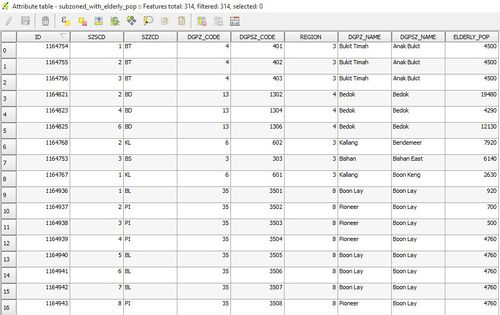 Attribute table - subzoned_with_elderly_pop :: Features total: 314, filtered: 314, selected: 0
ID SZSCD SZZCD DGPZ_CODE DGPSZ_CODE REGION DGPZ_NAME DGPSZ_NAME ELDERLY_POP
0 1164754 1 BT 4 401 3 Bukit Timah Anak Bukit 4500
1 1164755 2 BT 4 402 3 Bukit Timah Anak Bukit 4500
2 1164756 3 BT 4 403 3 Bukit Timah Anak Bukit 4500
3 1164821 2 BD 13 1302 4 Bedok Bedok 19480
4 1164823 4 BD 13 1304 4 Bedok Bedok 4290
5 1164825 6 BD 13 1306 4 Bedok Bedok 12130
6 1164768 2 KL 6 602 3 Kallang Bendemeer 7920
7 1164753 3 BS 3 303 3 Bishan Bishan East 6140
8 1164767 1 KL 6 601 3 Kallang Boon Keng 2630
9 1164936 1 BL 35 3501 8 Boon Lay Boon Lay 920
10 1164937 2 PI 35 3502 8 Pioneer Boon Lay 700
11 1164938 3 PI 35 3503 8 Pioneer Boon Lay 500
12 1164939 4 PI 35 3504 8 Pioneer Boon Lay 4760
13 1164940 5 BL 35 3505 8 Boon Lay Boon Lay 4760
14 1164941 6 BL 35 3506 8 Boon Lay Boon Lay 4760
15 1164942 7 BL 35 3507 8 Boon Lay Boon Lay 4760
16 1164943 8 PI 35 3508 8 Pioneer Boon Lay 4760